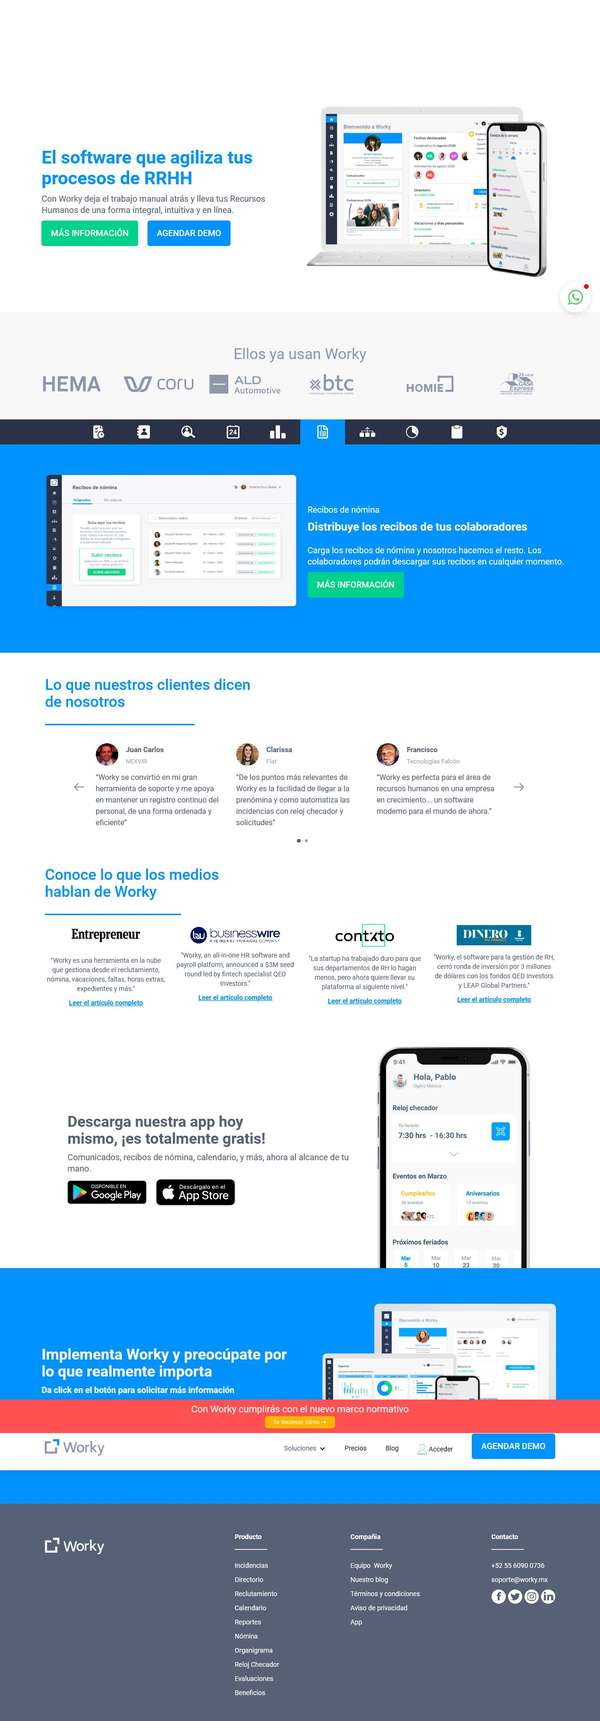 El software que agiliza tus
procesos de RRHH
Con Worky deja el trabajo manual atrás y lleva tus Recursos
Humanos de una forma integral, intuitiva y en línea.
MÁS INFORMACIÓN
AGENDAR DEMO
Bienvenido a Worky
Ellos ya usan Worky
HEMA
coru
ALD
Automotive
btc
HOMIE
Express
24
Recibos de nómina
Recibos de nómina
Distribuye los recibos de tus colaboradores
Carga los recibos de nómina y nosotros hacemos el resto. Los
colaboradores podrán descargar sus recibos en cualquier momento.
MÁS INFORMACIÓN
Lo que nuestros clientes dicen
de nosotros
Juan Carlos
NEKVIR
"Worky se convirtió en mi gran
herramienta de soporte y me apoya
en mantener un registro continuo del
personal, de una forma ordenada y
eficiente"
Clarissa
Fiat
"De los puntos más relevantes de
Worky es la facilidad de llegar a la
prenómina y como automatiza las
incidencias con reloj checador y
solicitudes"
Francisco
Tecnologías Falcón
"Worky es perfecta para el área de
recursos humanos en una empresa
en crecimiento... un software
moderno para el mundo de ahora."
Conoce lo que los medios
hablan de Worky
Entrepreneur
"Worky es una herramienta en la nube
que gestiona desde el reclutamiento,
nómina, vacaciones, faltas, horas extras,
expedientes y más."
Leer el artículo completo
businesswire
"Worky, an all-in-one HR software and
payroll platform, announced a $3M seed
round led by fintech specialist QED
Investors."
Leer el artículo completo
contxto
"La startup ha trabajado duro para que
sus departamentos de RH lo hagan
menos, pero ahora quiere llevar su
plataforma al siguiente nivel."
Leer el artículo completo
DINERO
"Worky, el software para la gestión de RH,
cerró ronda de inversión por 3 millones
de dólares con los fondos QED Investors
y LEAP Global Partners."
Leer el artículo completo
Descarga nuestra app hoy
mismo, ¡es totalmente gratis!
Comunicados, recibos de nómina, calendario, y más, ahora al alcance de tu
mano.
DISPONIBLE EN
Google Play
Descárgalo en el
App Store
9:41
Hola, Pablo
Reloj checador
Tu horario:
7:30 hrs - 16:30 hrs
Eventos en Marzo
Cumpleaños
Aniversarios
Próximos feriados
Mar
5
Mar
10
Mar
23
Mar
30
Implementa Worky y preocúpate por
lo que realmente importa
Da click en el botón para solicitar más información
Bienvenido a Worky
Con Worky cumplirás con el nuevo marco normativo
Te decimos cómo →
Worky
Soluciones
Precios
Blog
Acceder
AGENDAR DEMO
Worky
Producto
Incidencias
Directorio
Reclutamiento
Calendario
Reportes
Nómina
Organigrama
Reloj Checador
Evaluaciones
Beneficios
Compañía
Equipo Worky
Nuestro blog
Términos y condiciones
Aviso de privacidad
App
Contacto
+52 55 6090 0736
soporte@worky.mx